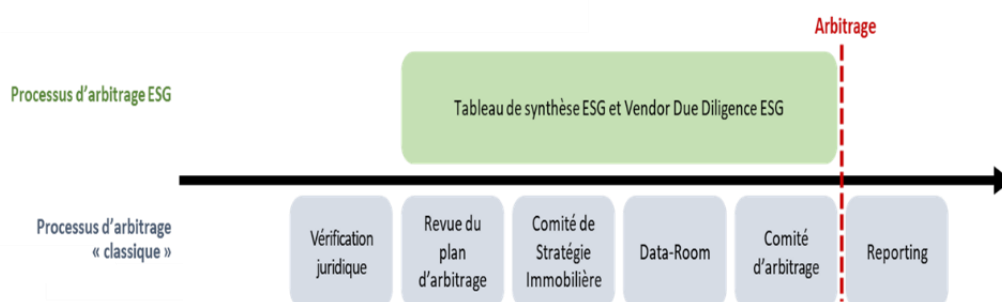 Arbitrage
Processus d'arbitrage ESG
Tableau de synthèse ESG et Vendor Due Diligence ESG
Processus d'arbitrage
« classique »
Vérification
juridique
Revue du
plan
d'arbitrage
Comité de
Stratégie
Immobilière
Data-Room
Comité
d'arbitrage
Reporting